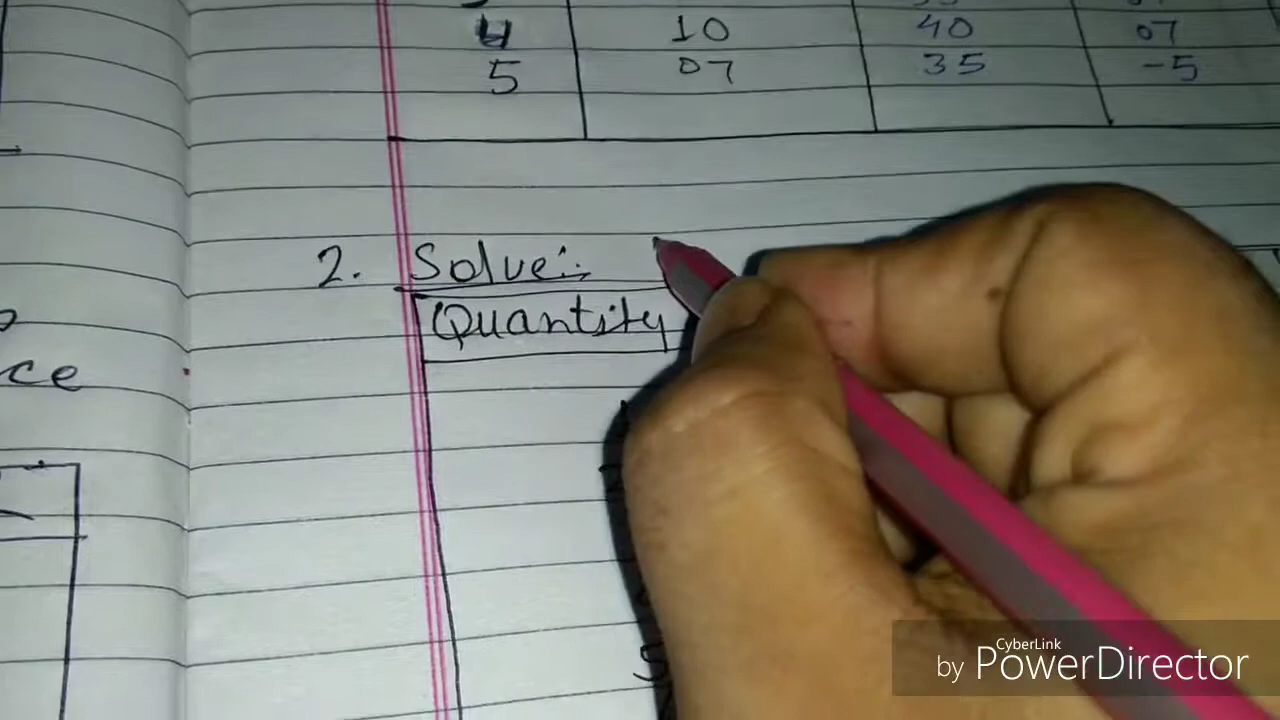 4 10 40 07
5 07 35 -5
2. Solve:-
Quantity
ce
CyberLink
by PowerDirector